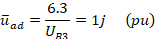 ū_ad = 6.3 / U_B3 = 1j (pu)